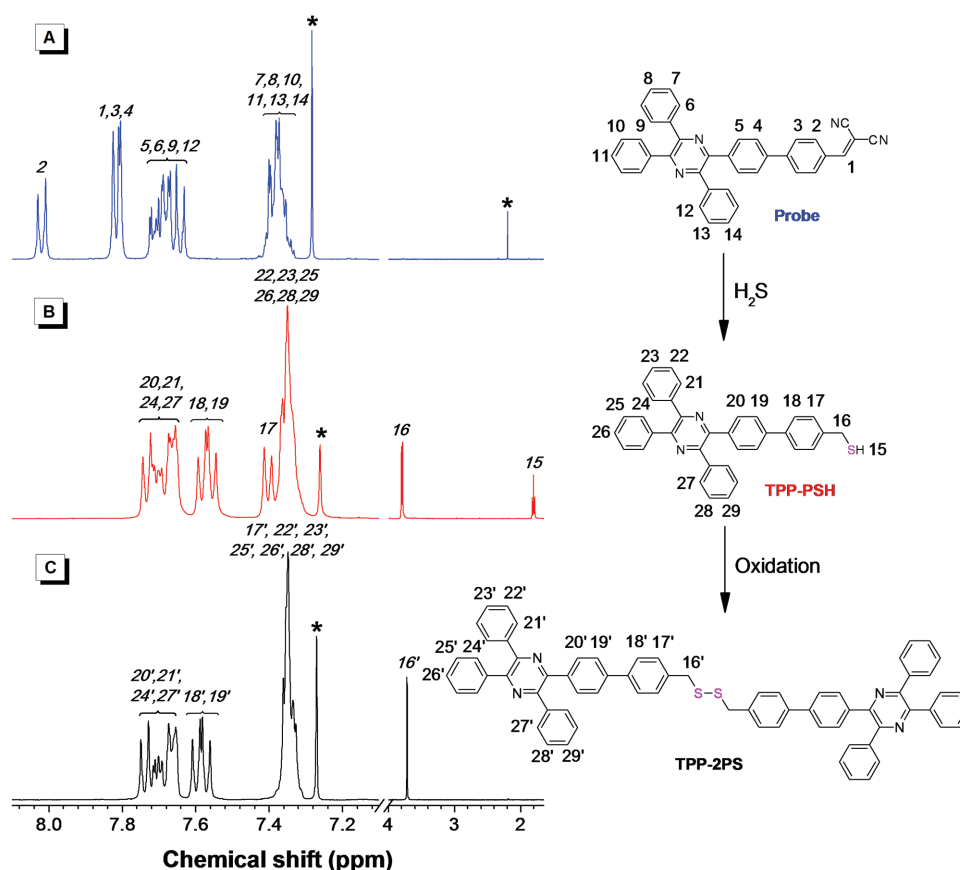 A
*
7,8,10,
11,13,14
1,3,4
5,6,9,12
2
*
8 7
6
10 9
11
N
N
5 4
3 2
CN
CN
1
12
13 14
Probe
H2S
B
22,23,25
26,28,29
20,21,
24,27
18,19
17
*
16
15
23 22
21
25 24
26
N
N
20 19
18 17
16
SH 15
27
28 29
TPP-PSH
Oxidation
C
17', 22', 23',
25', 26', 28', 29'
*
20',21',
24',27'
18',19'
16'
23' 22'
21'
25' 24'
26'
N
N
20' 19'
18' 17'
16'
S-S
27'
28' 29'
N
N
TPP-2PS
8.0 7.8 7.6 7.4 7.2 4 3 2
Chemical shift (ppm)